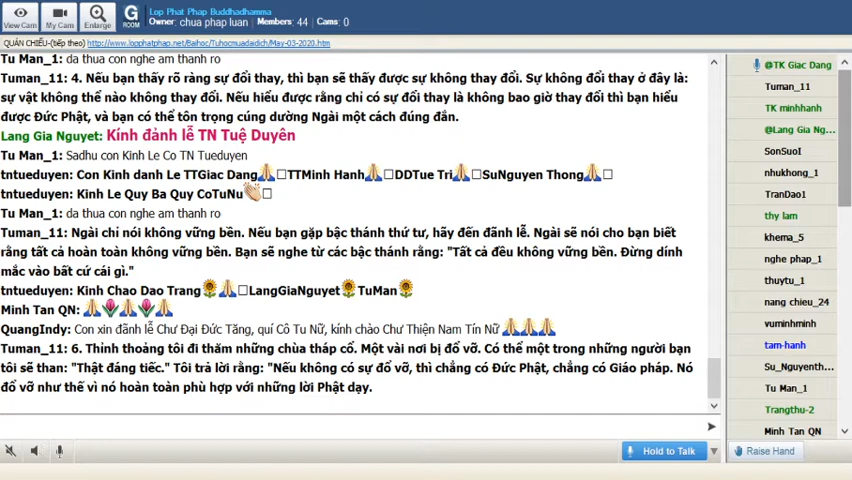 View Cam
My Cam
Enlarge
G
ROOM
Lop Phat Phap Buddhadhamma
Owner: chua phap luan   Members: 44   Cams: 0
QUÁN CHIẾU-(tiếp theo) http://www.lopphatphap.net/Baihoc/Tuhocmuadaidich/May-03-2020.htm
Tu Man_1: da thua con nghe am thanh ro
Tuman_11: 4. Nếu bạn thấy rõ ràng sự đổi thay, thì bạn sẽ thấy được sự không thay đổi. Sự không đổi thay ở đây là:
sự vật không thể nào không thay đổi. Nếu hiểu được rằng chỉ có sự đổi thay là không bao giờ thay đổi thì bạn hiểu
được Đức Phật, và bạn có thể tôn trọng cúng dường Ngài một cách đúng đắn.
Lang Gia Nguyet: Kính đảnh lễ TN Tuệ Duyên
Tu Man_1: Sadhu con Kinh Le Co TN Tueduyen
tntueduyen: Con Kinh danh Le TTGiac Dang🙏□TTMinh Hanh🙏□DDTue Tri🙏□SuNguyen Thong🙏□
tntueduyen: Kinh Le Quy Ba Quy CoTuNu👏□
Tu Man_1: da thua con nghe am thanh ro
Tuman_11: Ngài chỉ nói không vững bền. Nếu bạn gặp bậc thánh thứ tư, hãy đến đãnh lễ. Ngài sẽ nói cho bạn biết
rằng tất cả hoàn toàn không vững bền. Bạn sẽ nghe từ các bậc thánh rằng: "Tất cả đều không vững bền. Đừng dính
mắc vào bất cứ cái gì."
tntueduyen: Kinh Chao Dao Trang🌻🙏□LangGiaNguyet🌻TuMan🌻
Minh Tan QN: 🙏🌷🙏🌷🙏
QuangIndy: Con xin đãnh lễ Chư Đại Đức Tăng, quí Cô Tu Nữ, kính chào Chư Thiện Nam Tín Nữ 🙏🙏🙏
Tuman_11: 6. Thỉnh thoảng tôi đi thăm những chùa tháp cổ. Một vài nơi bị đổ vỡ. Có thể một trong những người bạn
tôi sẽ than: "Thật đáng tiếc." Tôi trả lời rằng: "Nếu không có sự đổ vỡ, thì chẳng có Đức Phật, chẳng có Giáo pháp. Nó
đổ vỡ như thế vì nó hoàn toàn phù hợp với những lời Phật dạy.
@TK Giac Dang
Tuman_11
TK minhhanh
@Lang Gia Ng...
SonSuoI
nhukhong_1
TranDao1
thy lam
khema_5
nghe phap_1
thuytu_1
nang chieu_24
vuminhminh
tam-hanh
Su_Nguyenth...
Tu Man_1
Trangthu-2
Minh Tan QN
Hold to Talk
Raise Hand